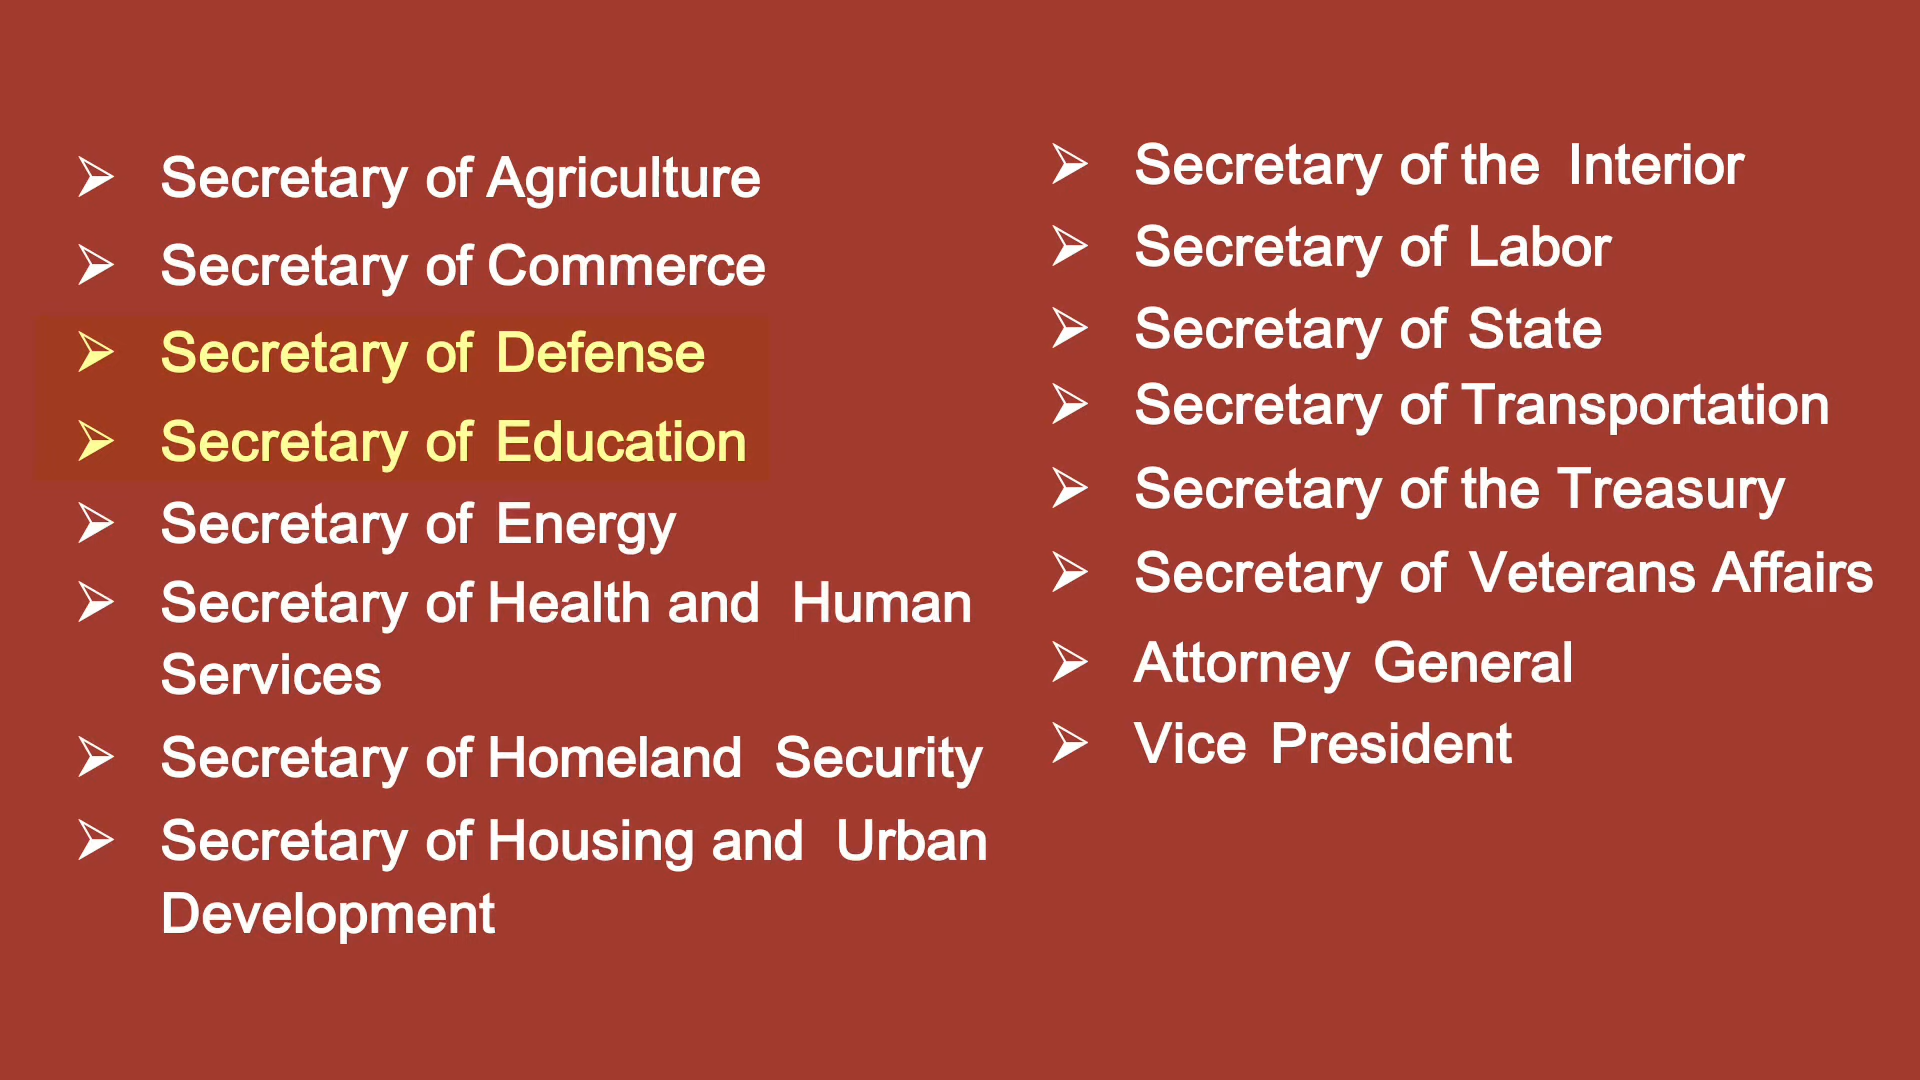 Secretary of Agriculture
Secretary of Commerce
Secretary of Defense
Secretary of Education
Secretary of Energy
Secretary of Health and Human
Services
Secretary of Homeland Security
Secretary of Housing and Urban
Development
Secretary of the Interior
Secretary of Labor
Secretary of State
Secretary of Transportation
Secretary of the Treasury
Secretary of Veterans Affairs
Attorney General
Vice President